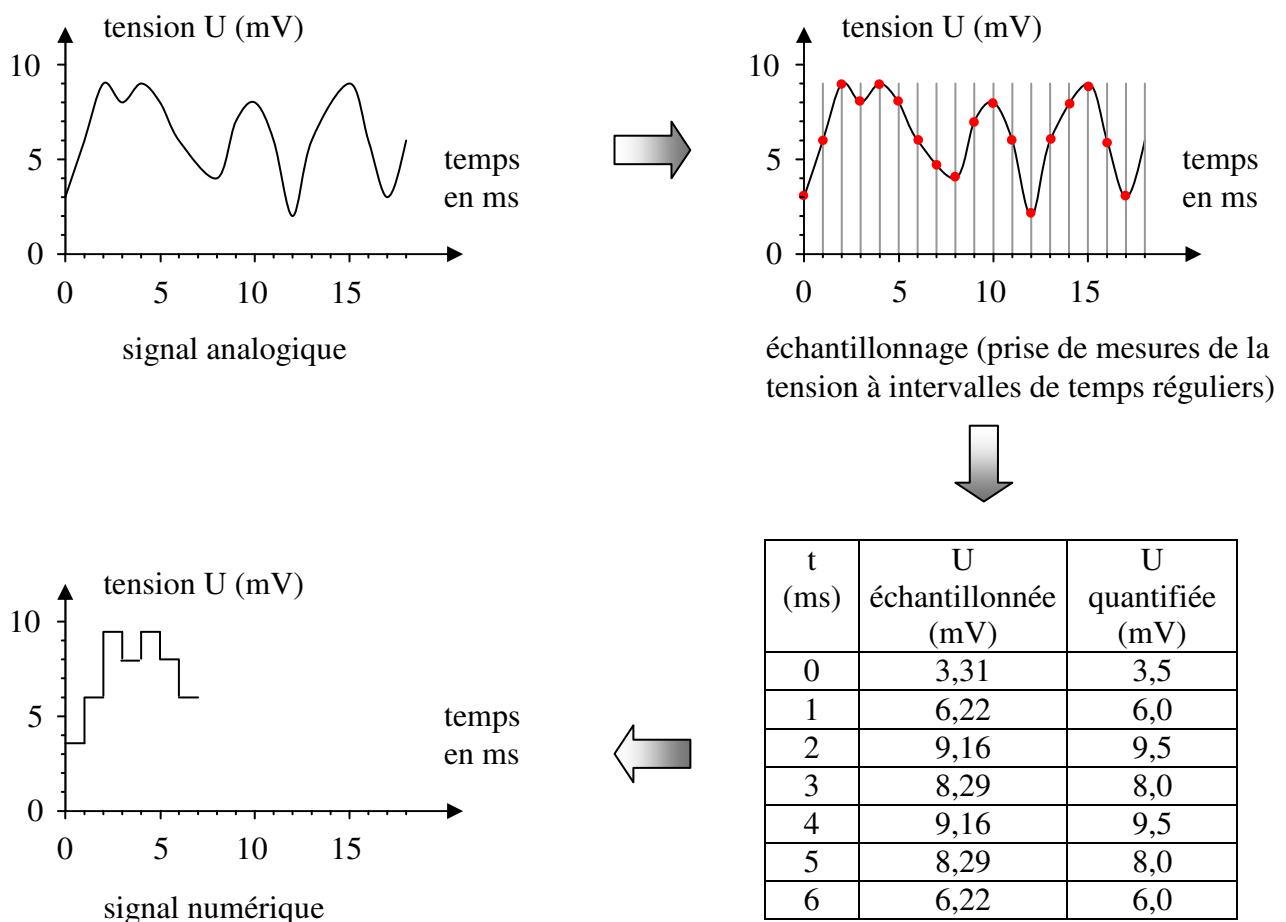 tension U (mV)
10
5
0
0 5 10 15
temps
en ms
signal analogique
tension U (mV)
10
5
0
0 5 10 15
temps
en ms
échantillonnage (prise de mesures de la
tension à intervalles de temps réguliers)
t
(ms)
U
échantillonnée
(mV)
U
quantifiée
(mV)
0 3,31 3,5
1 6,22 6,0
2 9,16 9,5
3 8,29 8,0
4 9,16 9,5
5 8,29 8,0
6 6,22 6,0
tension U (mV)
10
5
0
0 5 10 15
temps
en ms
signal numérique